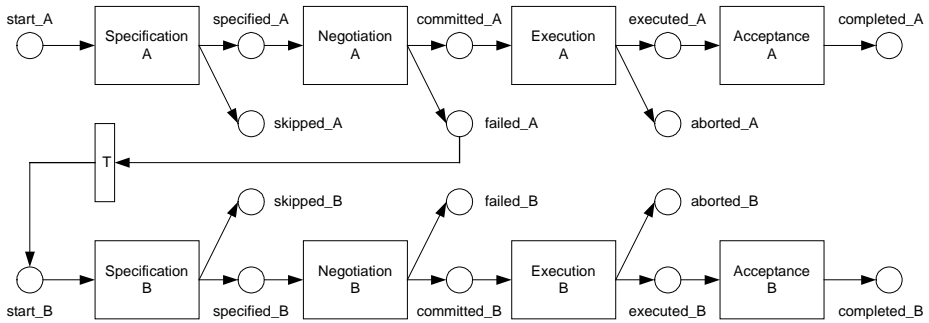 start_A
specified_A
committed_A
executed_A
completed_A
Specification
A
Negotiation
A
Execution
A
Acceptance
A
skipped_A
failed_A
aborted_A
T
skipped_B
failed_B
aborted_B
Specification
B
Negotiation
B
Execution
B
Acceptance
B
start_B
specified_B
committed_B
executed_B
completed_B